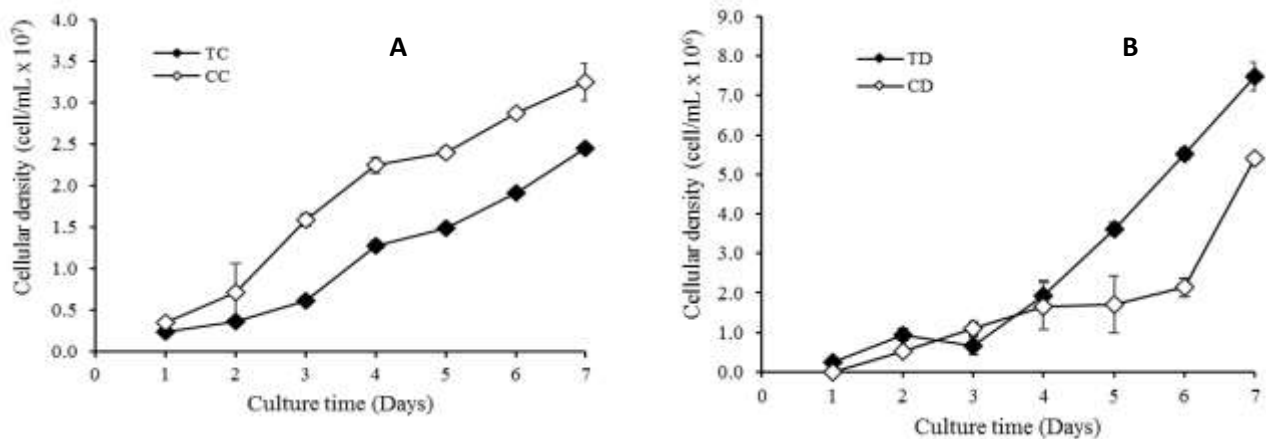 A
TC
CC
Cellular density (cell/mL x 10⁷)
4.0
3.5
3.0
2.5
2.0
1.5
1.0
0.5
0.0
0 1 2 3 4 5 6 7
Culture time (Days)
B
TD
CD
Cellular density (cell/mL x 10⁶)
9.0
8.0
7.0
6.0
5.0
4.0
3.0
2.0
1.0
0.0
0 1 2 3 4 5 6 7
Culture time (Days)